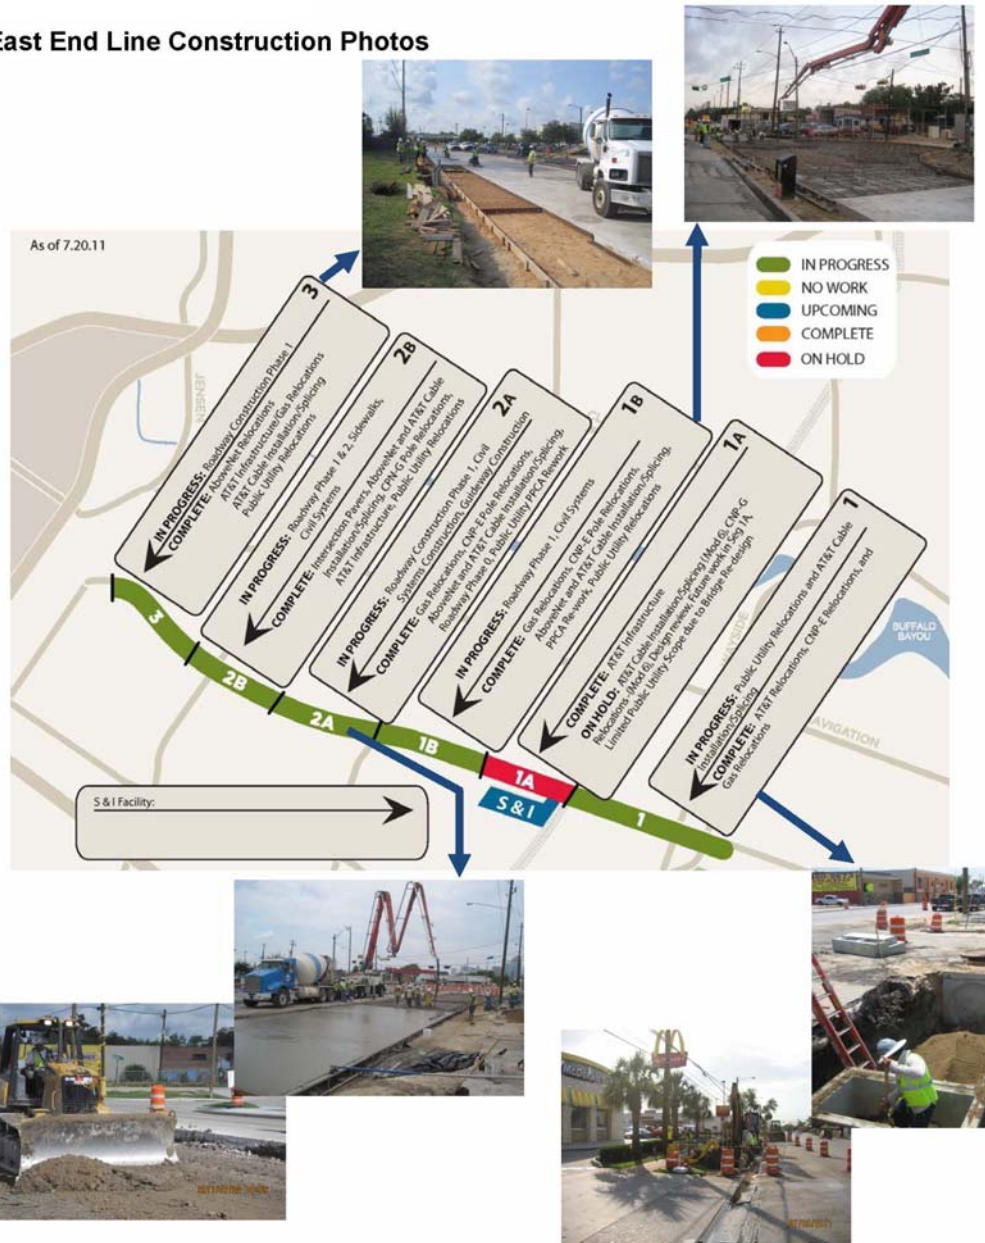 East End Line Construction Photos
As of 7.20.11
IN PROGRESS
NO WORK
UPCOMING
COMPLETE
ON HOLD
JENSEN
3
IN PROGRESS: Roadway Construction Phase 1
COMPLETE: AboveNet Relocations
AT&T Infrastructure/Gas Relocations
AT&T Cable Installation/Splicing
Public Utility Relocations
2B
IN PROGRESS: Roadway Phase 1 & 2, Sidewalks,
Civil Systems
COMPLETE: Intersection Pavers, AboveNet and AT&T Cable
Installation/Splicing, CPN-G Pole Relocations,
AT&T Infrastructure, Public Utility Relocations
2A
IN PROGRESS: Roadway Construction Phase 1, Civil
Systems Construction, Guideway Construction
COMPLETE: Gas Relocations, CNP-E Pole Relocations,
AboveNet and AT&T Cable Installation/Splicing,
Roadway Phase 0, Public Utility PPCA Rework
1B
IN PROGRESS: Roadway Phase 1, Civil Systems
COMPLETE: Gas Relocations, CNP-E Pole Relocations,
AboveNet and AT&T Cable Installation/Splicing,
PPCA Re-work, Public Utility Relocations
1A
COMPLETE: AT&T Infrastructure
ON HOLD: AT&T Cable Installation/Splicing (Mod 6), CNP-G
Relocations -(Mod 6), Design review, Future work in Seg 1A,
Limited Public Utility Scope due to Bridge Re-design
1
IN PROGRESS: Public Utility Relocations and AT&T Cable
Installation/Splicing
COMPLETE: AT&T Relocations, CNP-E Relocations, and
Gas Relocations
WAYSIDE
BUFFALO
BAYOU
NAVIGATION
3
2B
2A
1B
1A
1
S & I
S & I Facility: